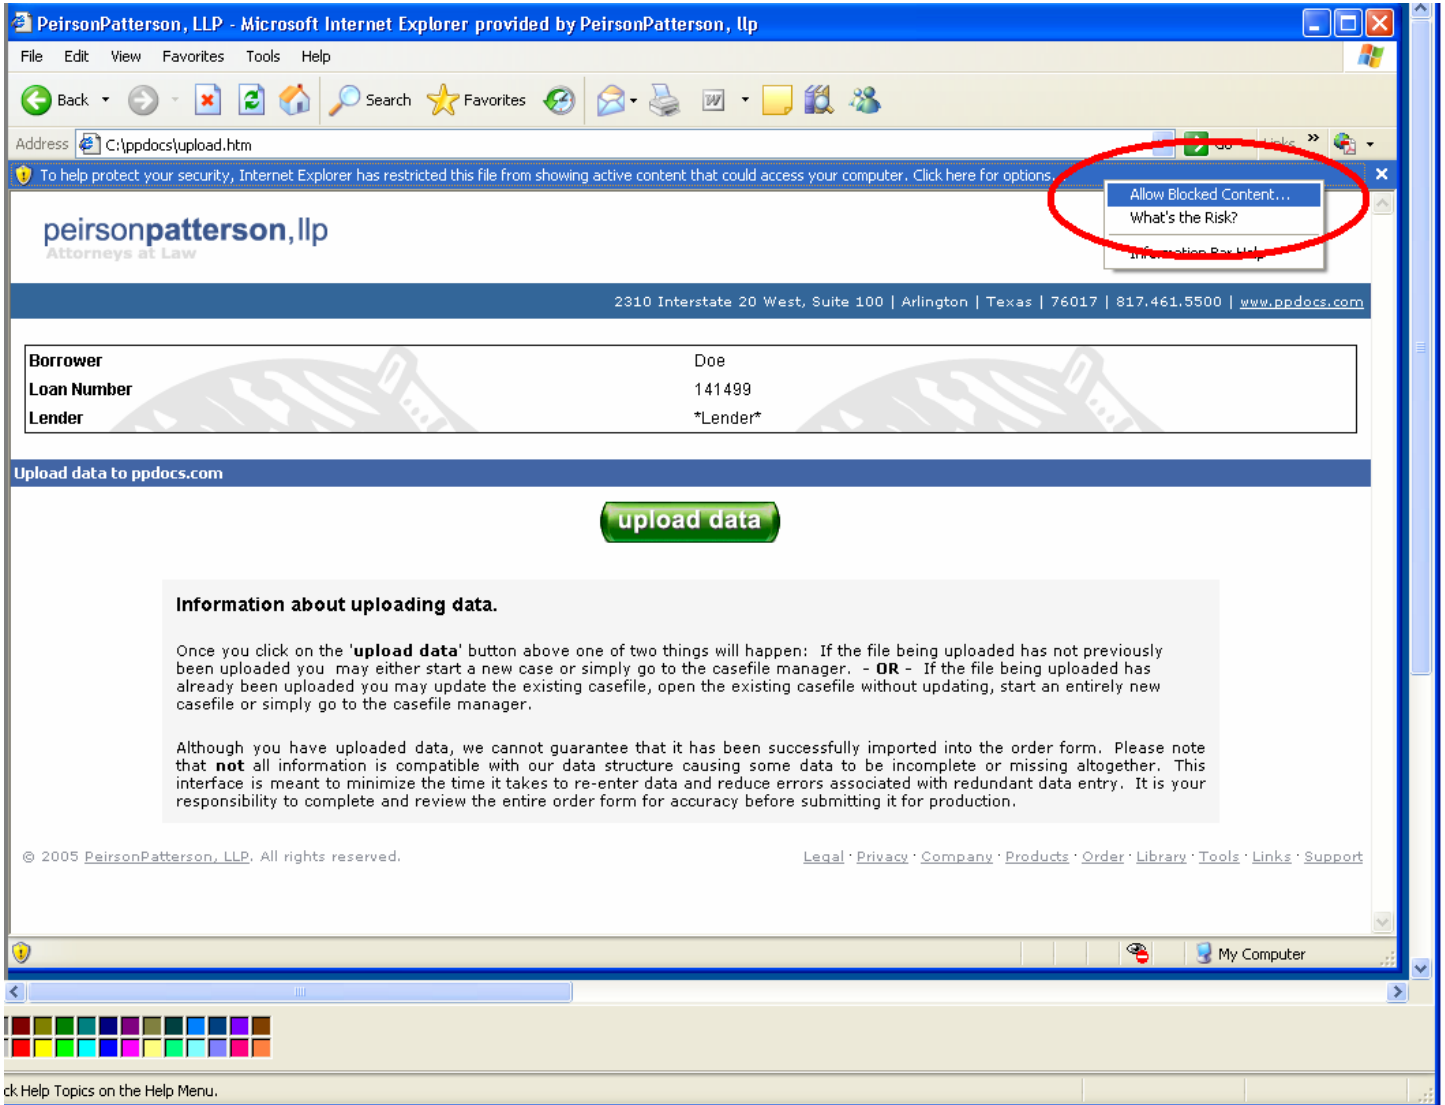 PeirsonPatterson, LLP - Microsoft Internet Explorer provided by PeirsonPatterson, llp
File Edit View Favorites Tools Help
Back Search Favorites
Address C:\ppdocs\upload.htm Go Links »
To help protect your security, Internet Explorer has restricted this file from showing active content that could access your computer. Click here for options...
Allow Blocked Content...
What's the Risk?
Information Bar Help
peirsonpatterson,llp
Attorneys at Law
2310 Interstate 20 West, Suite 100 | Arlington | Texas | 76017 | 817.461.5500 | www.ppdocs.com
Borrower Doe
Loan Number 141499
Lender *Lender*
Upload data to ppdocs.com
upload data
Information about uploading data.
Once you click on the 'upload data' button above one of two things will happen: If the file being uploaded has not previously
been uploaded you may either start a new case or simply go to the casefile manager. - OR - If the file being uploaded has
already been uploaded you may update the existing casefile, open the existing casefile without updating, start an entirely new
casefile or simply go to the casefile manager.
Although you have uploaded data, we cannot guarantee that it has been successfully imported into the order form. Please note
that not all information is compatible with our data structure causing some data to be incomplete or missing altogether. This
interface is meant to minimize the time it takes to re-enter data and reduce errors associated with redundant data entry. It is your
responsibility to complete and review the entire order form for accuracy before submitting it for production.
© 2005 PeirsonPatterson, LLP. All rights reserved. Legal · Privacy · Company · Products · Order · Library · Tools · Links · Support
My Computer
ck Help Topics on the Help Menu.